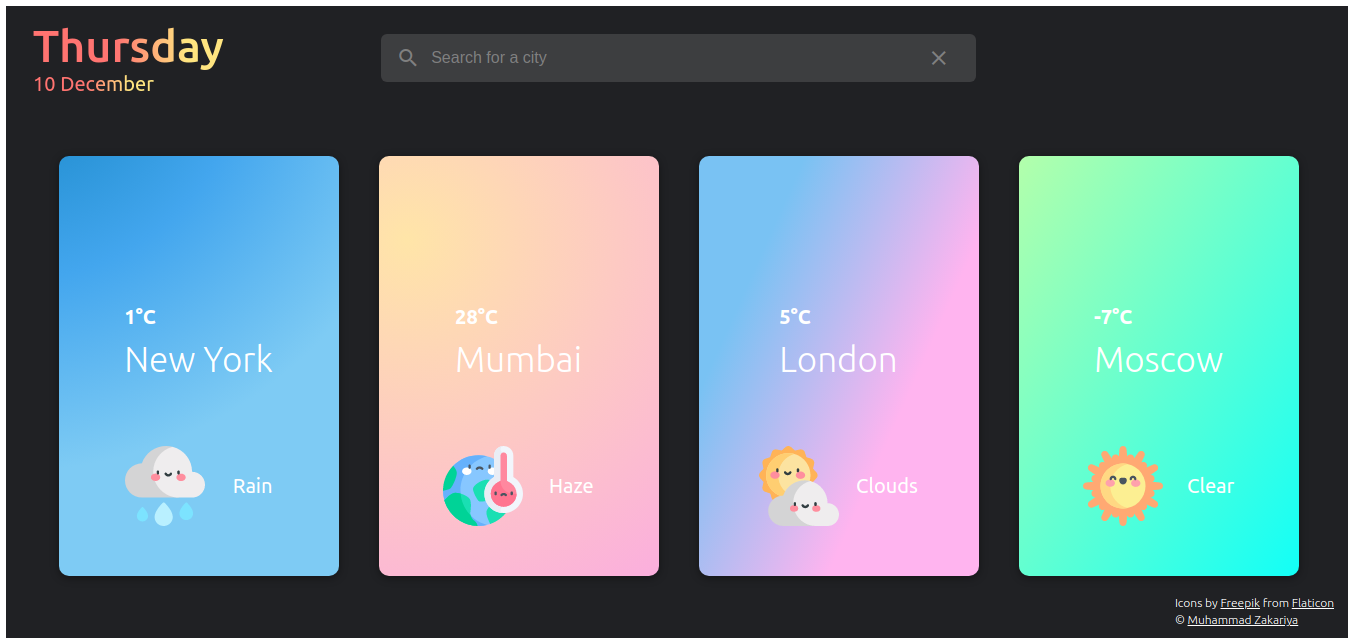 Thursday
10 December
Search for a city
1°C
New York
Rain
28°C
Mumbai
Haze
5°C
London
Clouds
-7°C
Moscow
Clear
Icons by Freepik from Flaticon
© Muhammad Zakariya